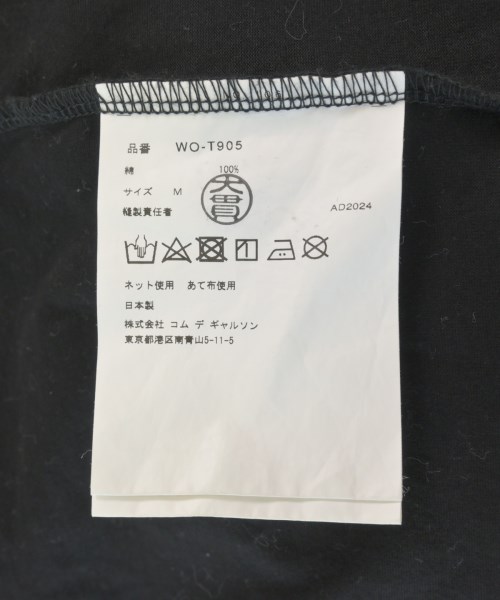 品番 WO-T905
綿 100%
サイズ M
縫製責任者 大貫
AD2024
ネット使用 あて布使用
日本製
株式会社 コム デ ギャルソン
東京都港区南青山5-11-5